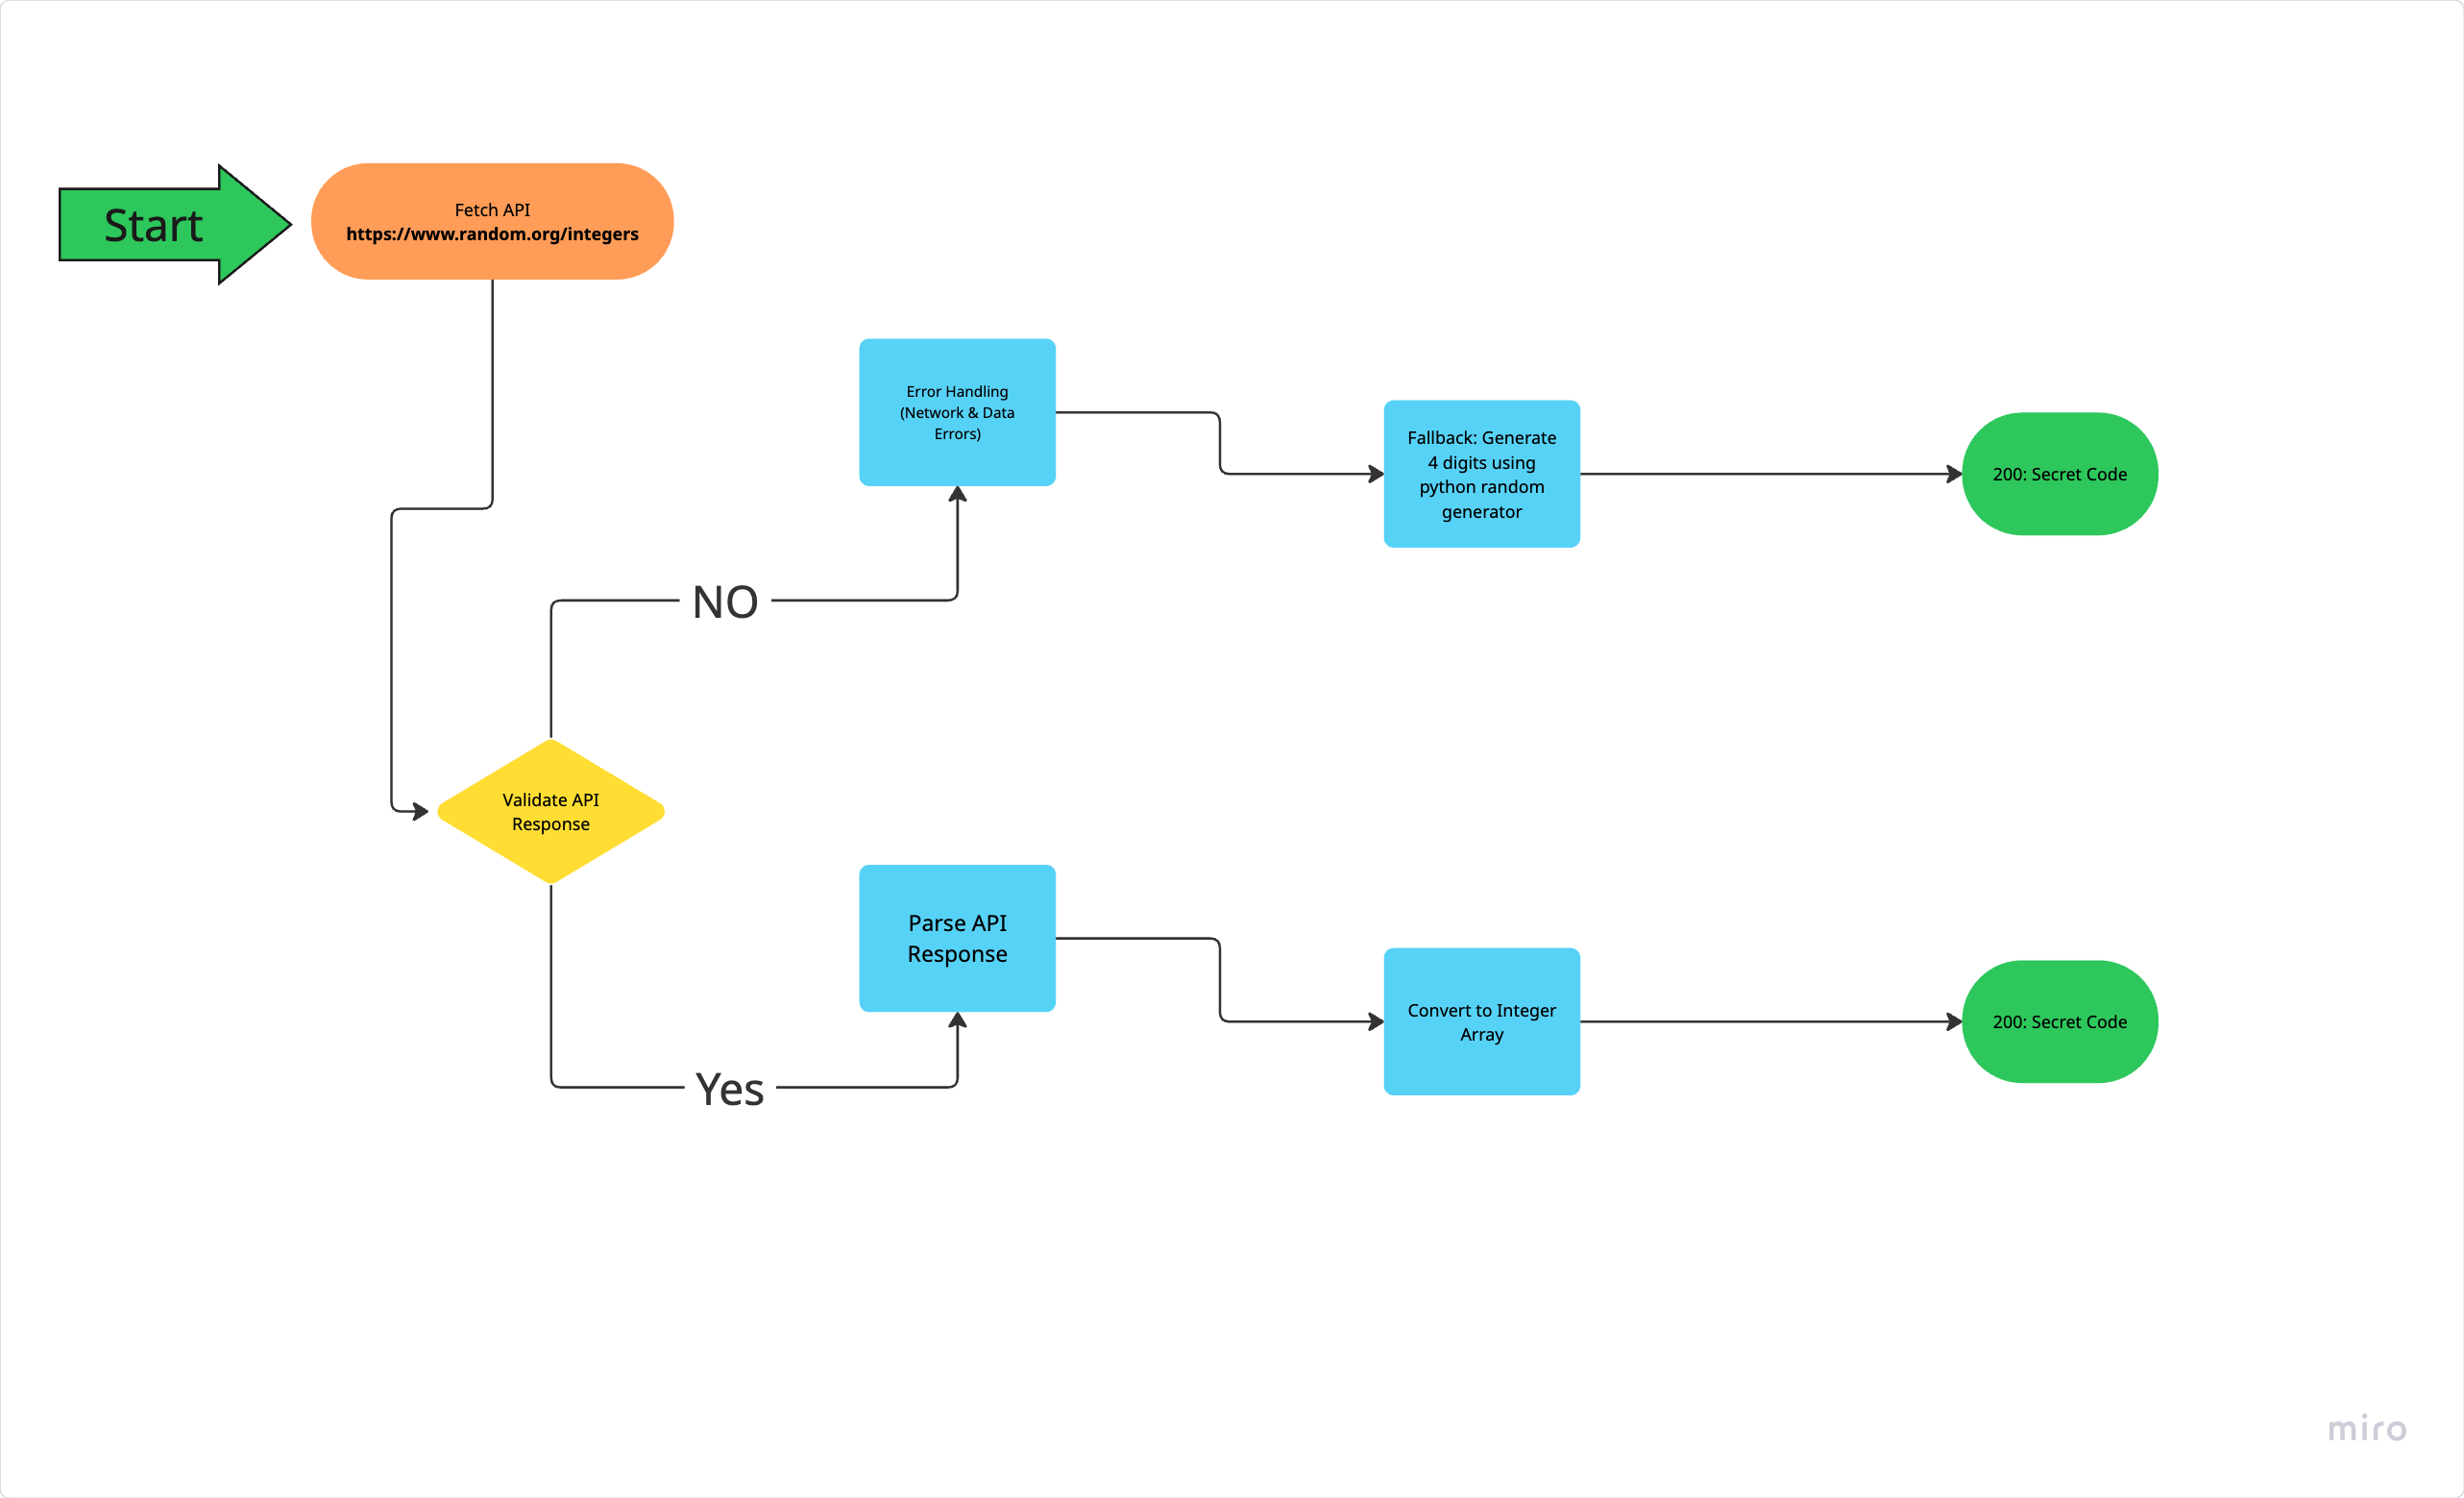 Start
Fetch API
https://www.random.org/integers
Error Handling
(Network & Data
Errors)
Fallback: Generate
4 digits using
python random
generator
200: Secret Code
NO
Validate API
Response
Parse API
Response
Convert to Integer
Array
200: Secret Code
Yes
miro